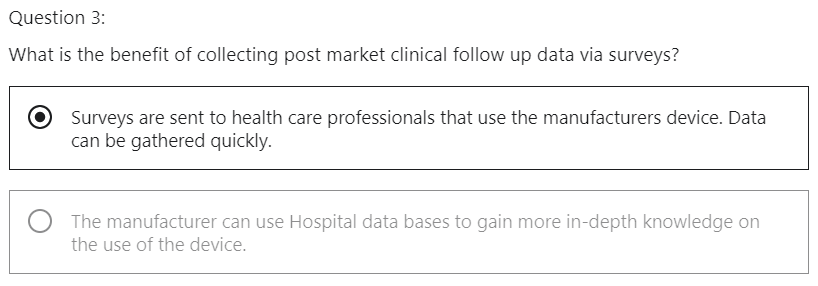 Question 3:
What is the benefit of collecting post market clinical follow up data via surveys?
Surveys are sent to health care professionals that use the manufacturers device. Data
can be gathered quickly.
The manufacturer can use Hospital data bases to gain more in-depth knowledge on
the use of the device.